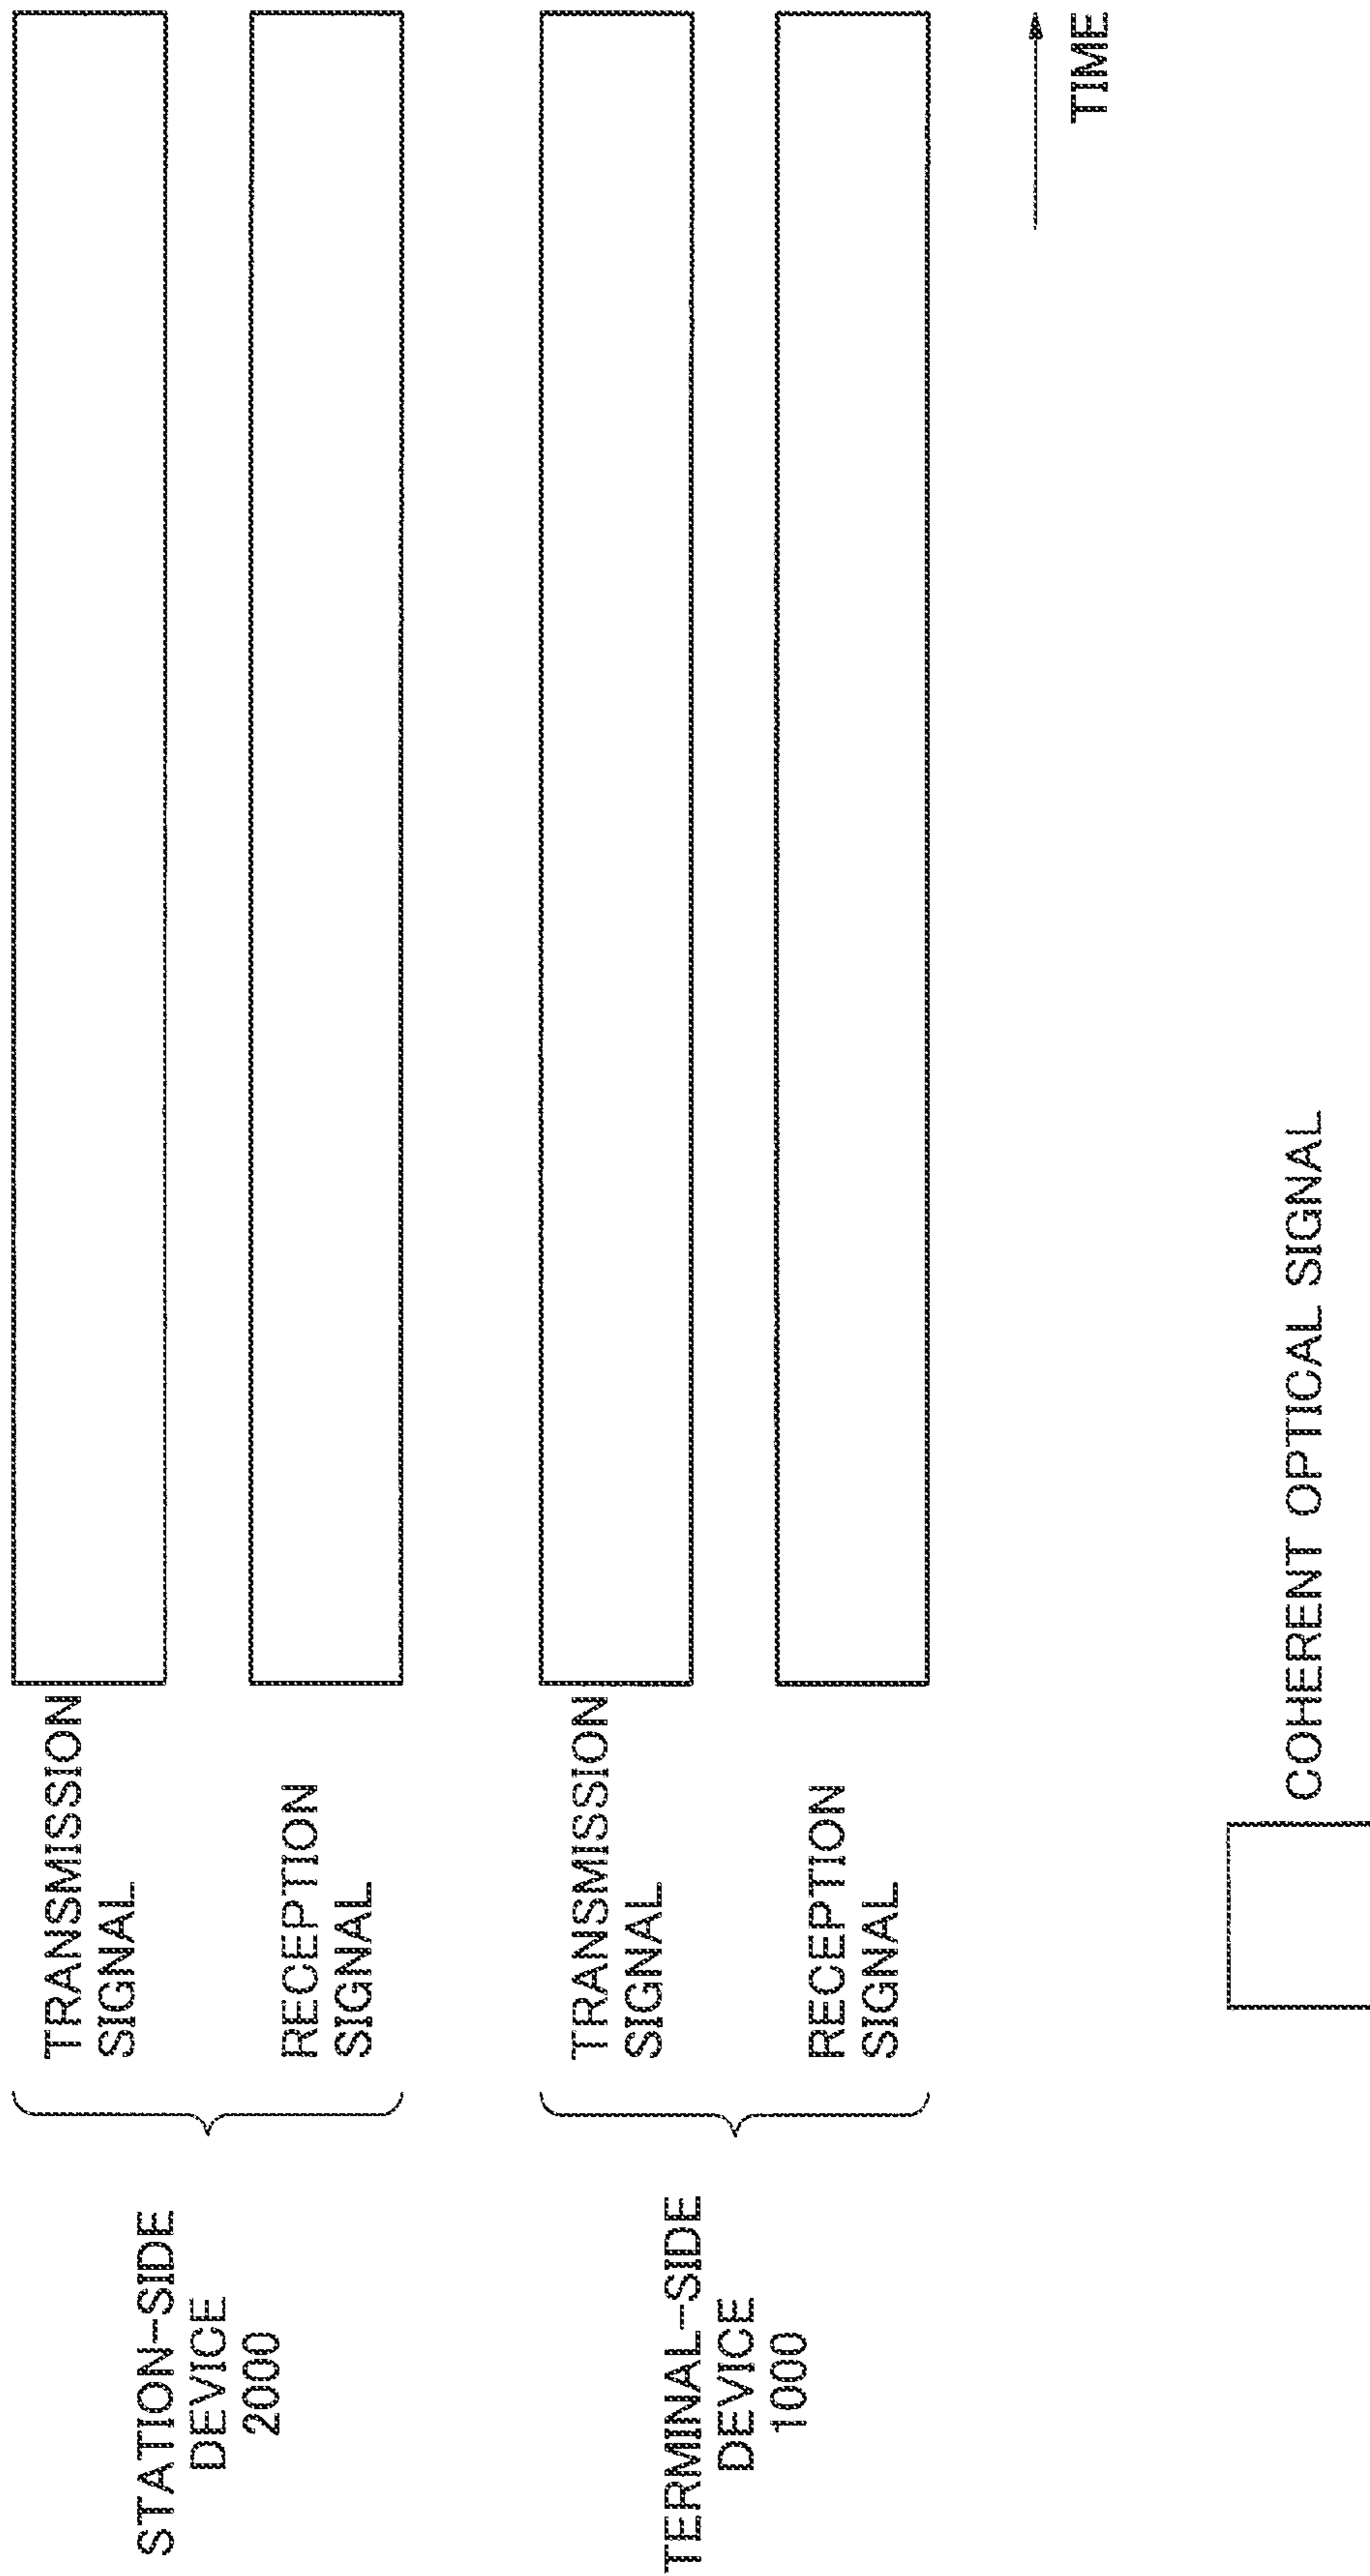 STATION-SIDE
DEVICE
2000
TRANSMISSION
SIGNAL
RECEPTION
SIGNAL
TERMINAL-SIDE
DEVICE
1000
TRANSMISSION
SIGNAL
RECEPTION
SIGNAL
TIME
COHERENT OPTICAL SIGNAL